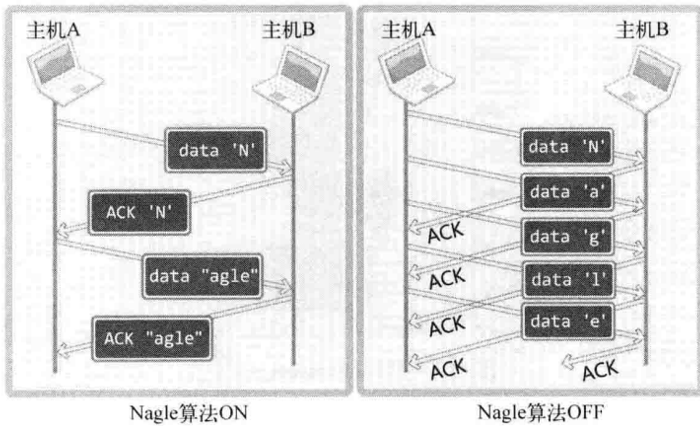 主机A
主机B
data 'N'
ACK 'N'
data "agle"
ACK "agle"
Nagle算法ON
主机A
主机B
data 'N'
data 'a'
ACK
data 'g'
ACK
data 'l'
ACK
data 'e'
ACK
ACK
Nagle算法OFF